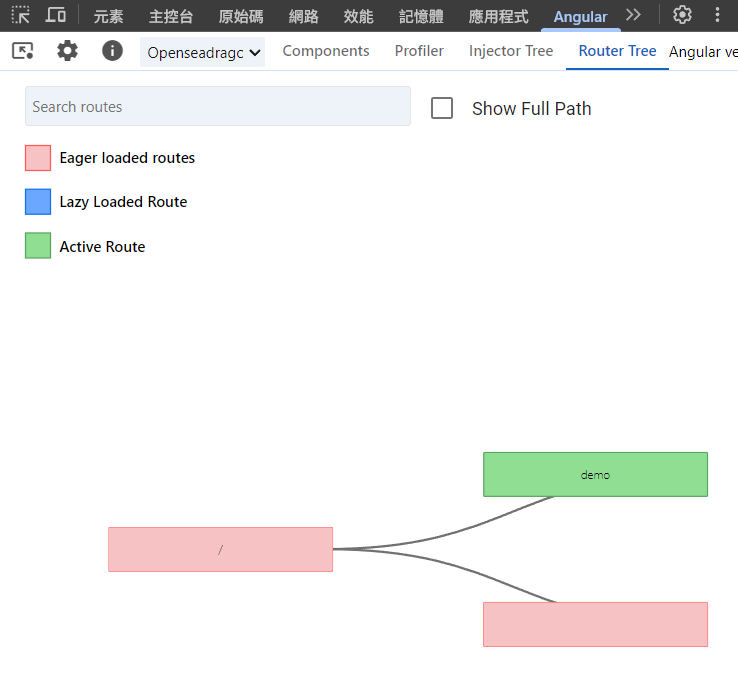 元素 主控台 原始碼 網路 效能 記憶體 應用程式 Angular
Openseadragc Components Profiler Injector Tree Router Tree Angular ve
Search routes Show Full Path
Eager loaded routes
Lazy Loaded Route
Active Route
demo
/